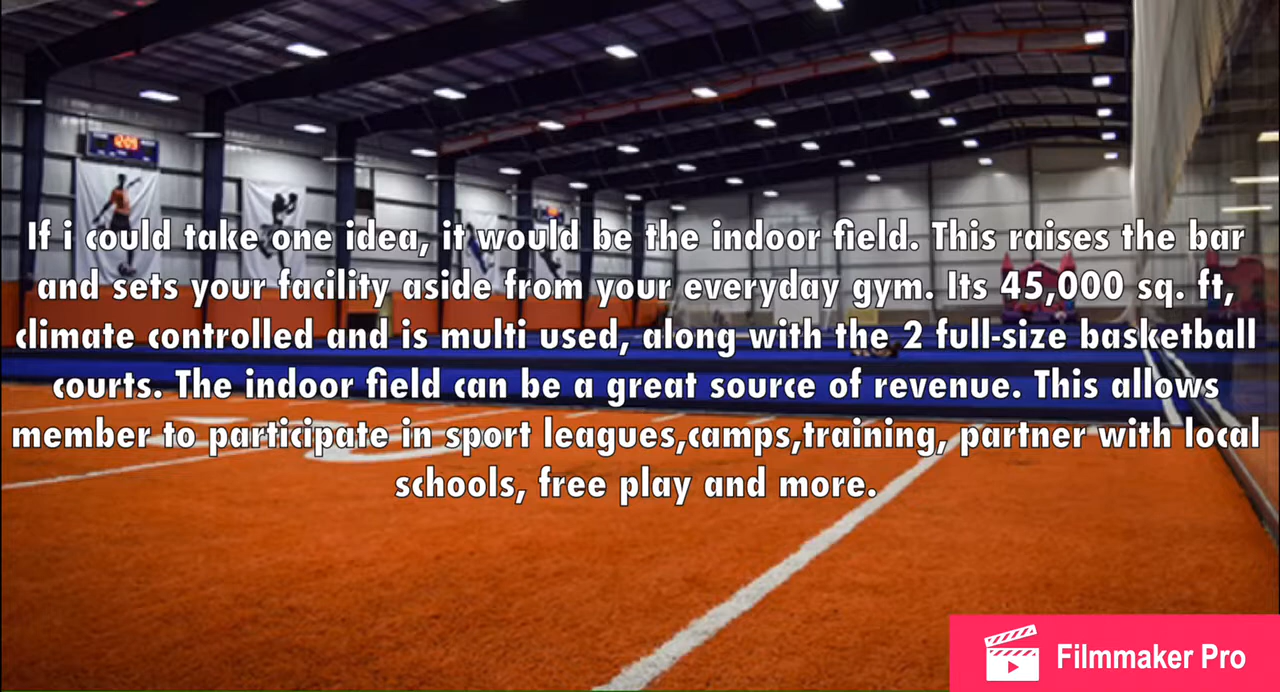 12:09
If i could take one idea, it would be the indoor field. This raises the bar
and sets your facility aside from your everyday gym. Its 45,000 sq. ft,
climate controlled and is multi used, along with the 2 full-size basketball
courts. The indoor field can be a great source of revenue. This allows
member to participate in sport leagues,camps,training, partner with local
schools, free play and more.
Filmmaker Pro